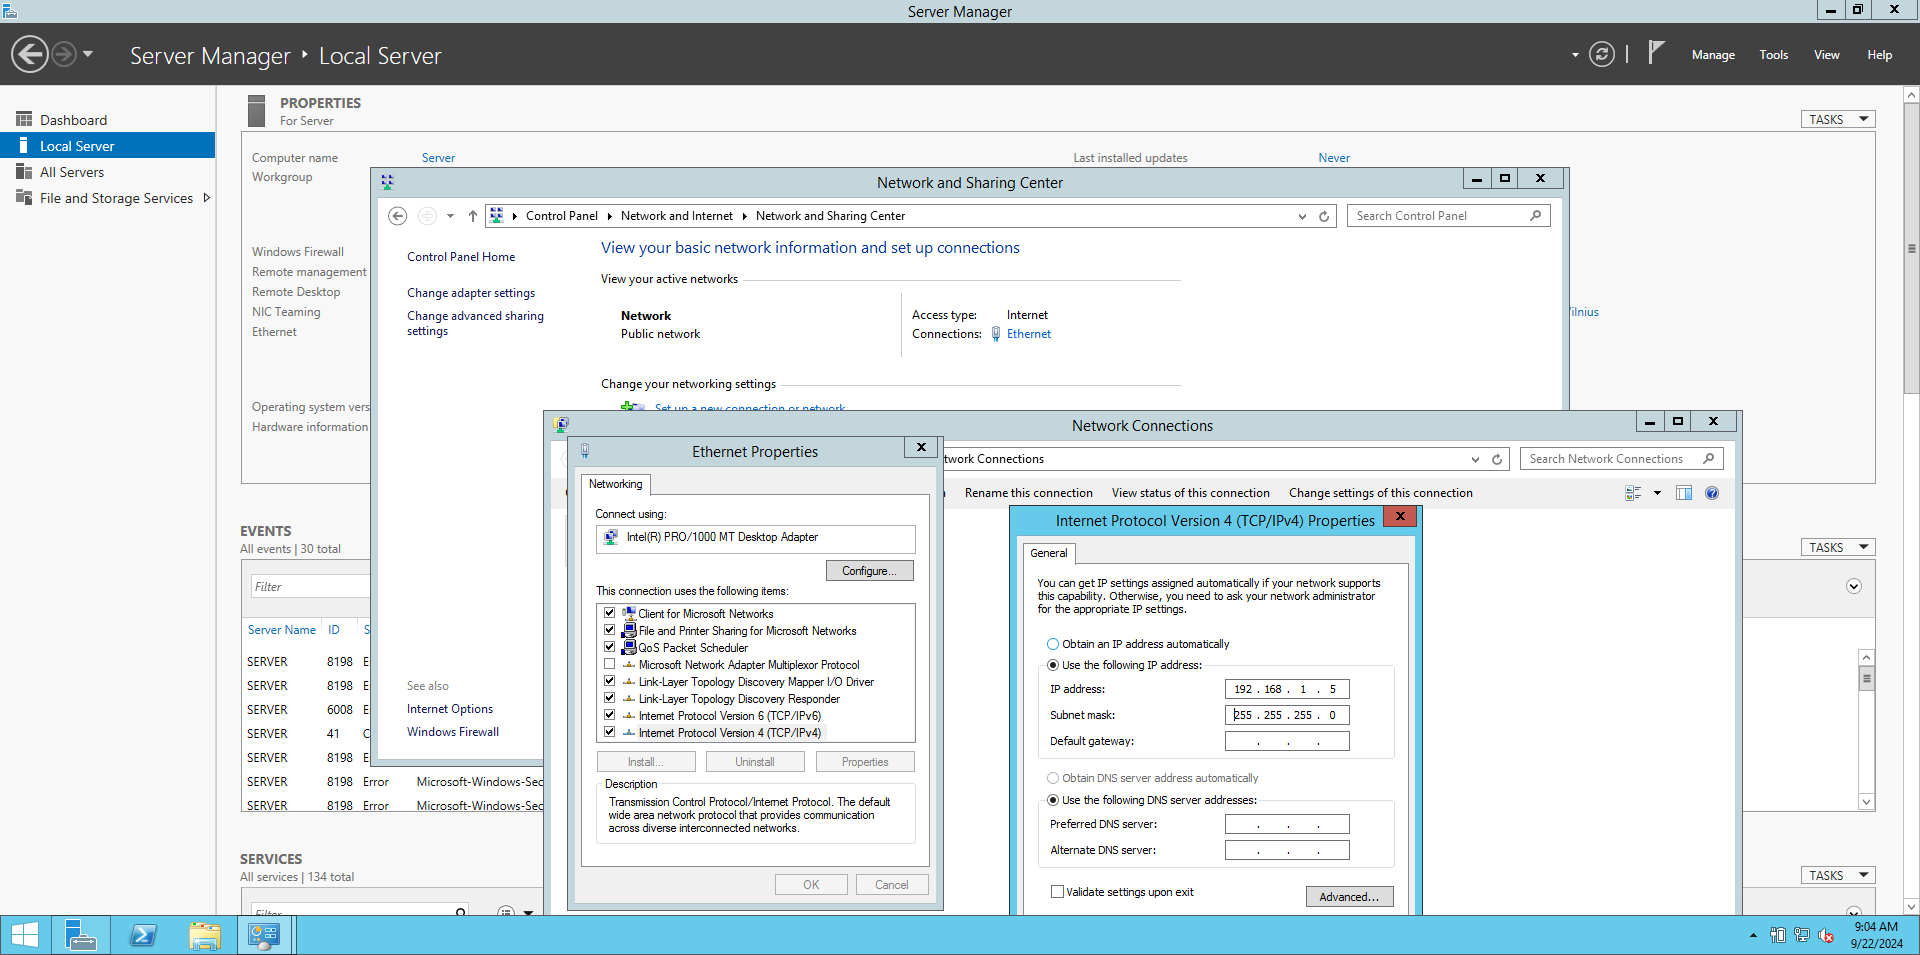 Server Manager
Server Manager ‣ Local Server
Manage Tools View Help
Dashboard
Local Server
All Servers
File and Storage Services
PROPERTIES
For Server
TASKS
Computer name Server Last installed updates Never
Workgroup
Windows Firewall
Remote management
Remote Desktop
NIC Teaming
Ethernet
Operating system vers
Hardware information
ilnius
EVENTS
All events | 30 total
TASKS
Filter
Server Name ID S
SERVER 8198 E
SERVER 8198 E
SERVER 6008 E
SERVER 41 C
SERVER 8198 E
SERVER 8198 Error Microsoft-Windows-Sec
SERVER 8198 Error Microsoft-Windows-Sec
SERVICES
All services | 134 total
TASKS
Filter
Network and Sharing Center
Control Panel Network and Internet Network and Sharing Center
Search Control Panel
Control Panel Home
Change adapter settings
Change advanced sharing
settings
See also
Internet Options
Windows Firewall
View your basic network information and set up connections
View your active networks
Network
Public network
Access type: Internet
Connections: Ethernet
Change your networking settings
Set up a new connection or network
Network Connections
twork Connections
Search Network Connections
Rename this connection View status of this connection Change settings of this connection
Ethernet Properties
Networking
Connect using:
Intel(R) PRO/1000 MT Desktop Adapter
Configure...
This connection uses the following items:
Client for Microsoft Networks
File and Printer Sharing for Microsoft Networks
QoS Packet Scheduler
Microsoft Network Adapter Multiplexor Protocol
Link-Layer Topology Discovery Mapper I/O Driver
Link-Layer Topology Discovery Responder
Internet Protocol Version 6 (TCP/IPv6)
Internet Protocol Version 4 (TCP/IPv4)
Install... Uninstall Properties
Description
Transmission Control Protocol/Internet Protocol. The default
wide area network protocol that provides communication
across diverse interconnected networks.
OK Cancel
Internet Protocol Version 4 (TCP/IPv4) Properties
General
You can get IP settings assigned automatically if your network supports
this capability. Otherwise, you need to ask your network administrator
for the appropriate IP settings.
Obtain an IP address automatically
Use the following IP address:
IP address: 192 . 168 . 1 . 5
Subnet mask: 255 . 255 . 255 . 0
Default gateway: . . .
Obtain DNS server address automatically
Use the following DNS server addresses:
Preferred DNS server: . . .
Alternate DNS server: . . .
Validate settings upon exit
Advanced...
9:04 AM
9/22/2024